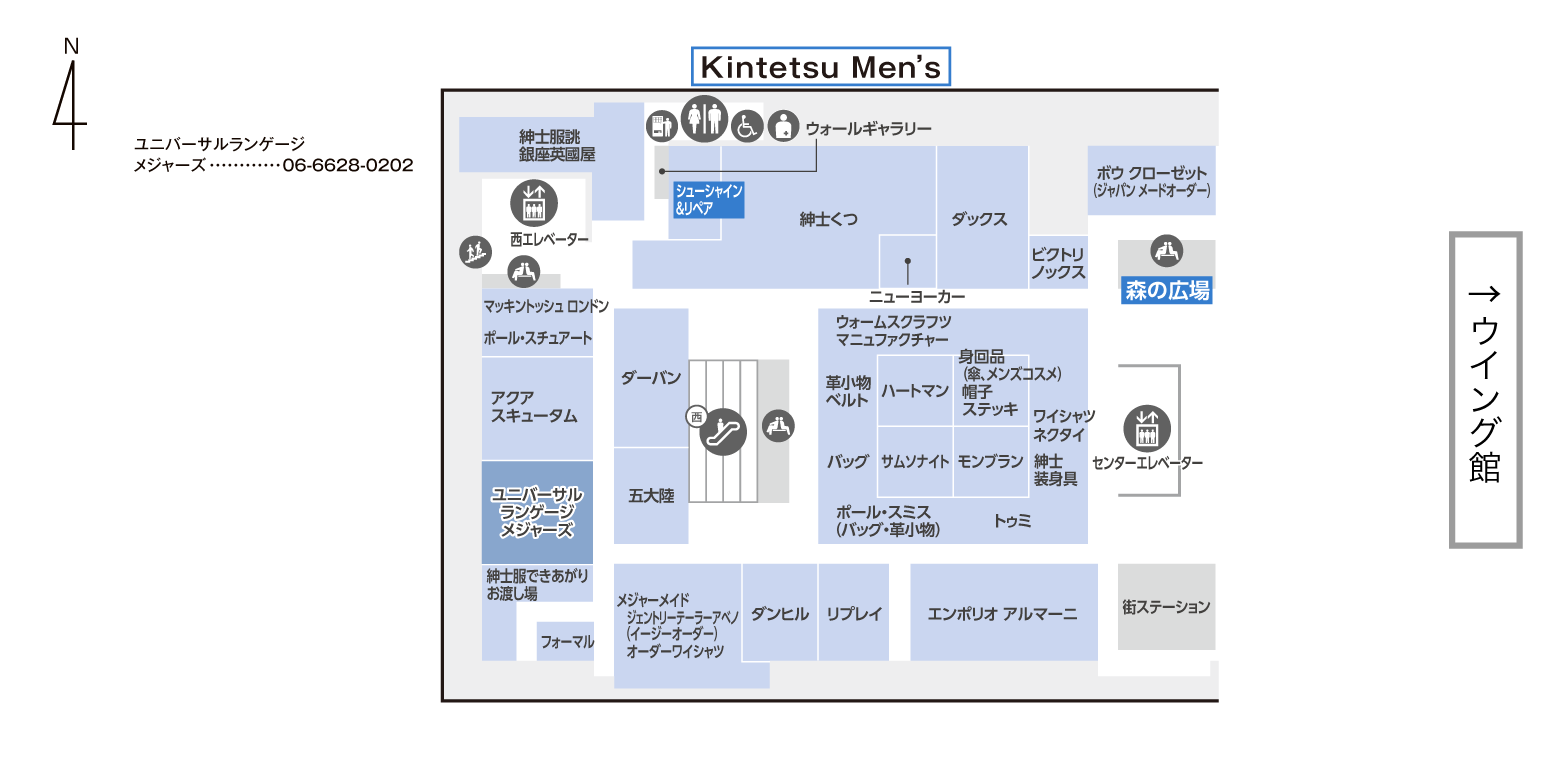 N
Kintetsu Men's
ユニバーサルランゲージ
メジャーズ…………06-6628-0202
紳士服誂
銀座英國屋
ウォールギャラリー
シューシャイン
&リペア
紳士くつ
ダックス
ボウ クローゼット
(ジャパン メードオーダー)
西エレベーター
ビクトリ
ノックス
森の広場
ニューヨーカー
→ウイング館
マッキントッシュ ロンドン
ポール・スチュアート
アクア
スキュータム
ダーバン
西
ウォームスクラフツ
マニュファクチャー
革小物
ベルト
ハートマン
身回品
(傘、メンズコスメ)
帽子
ステッキ
ワイシャツ
ネクタイ
バッグ
サムソナイト
モンブラン
紳士
装身具
センターエレベーター
ポール・スミス
(バッグ・革小物)
トゥミ
ユニバーサル
ランゲージ
メジャーズ
五大陸
紳士服できあがり
お渡し場
フォーマル
メジャーメイド
ジェントリーテーラーアベノ
(イージーオーダー)
オーダーワイシャツ
ダンヒル
リプレイ
エンポリオ アルマーニ
街ステーション